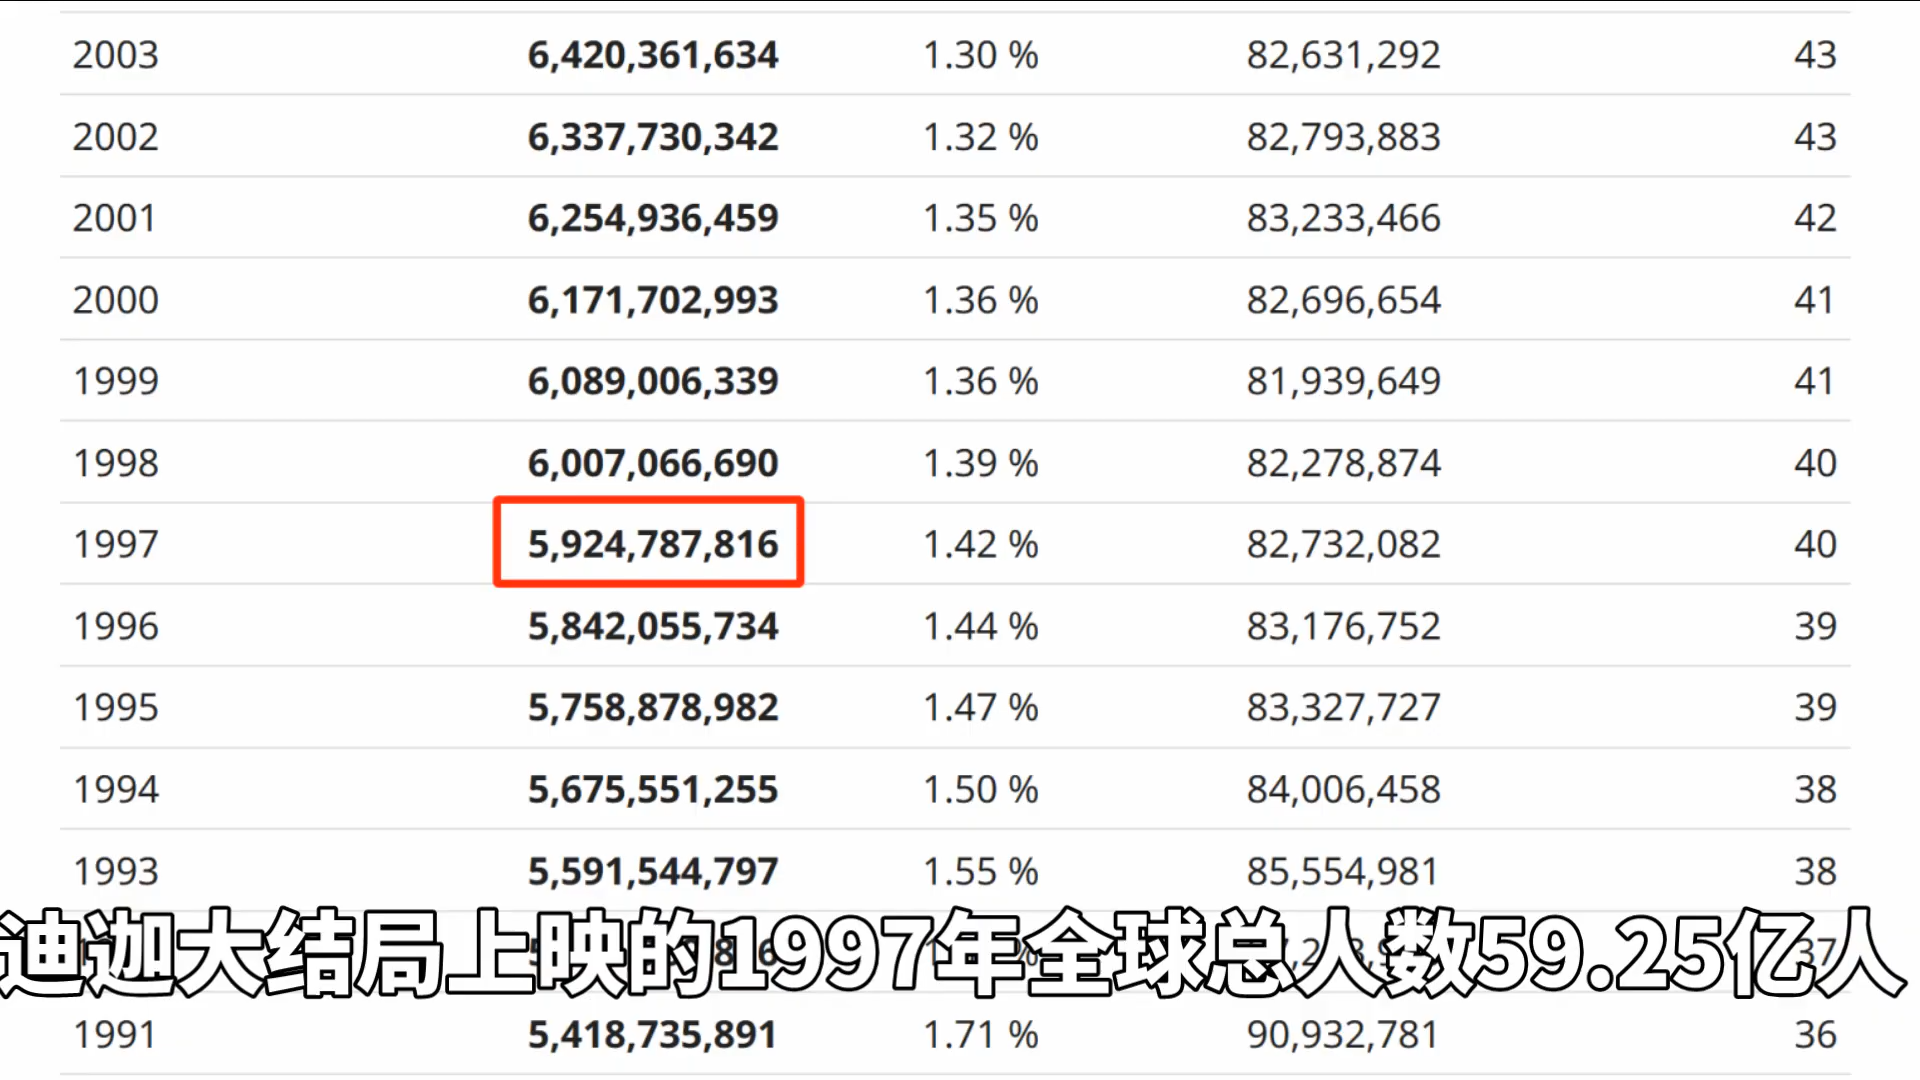 2003 6,420,361,634 1.30 % 82,631,292 43
2002 6,337,730,342 1.32 % 82,793,883 43
2001 6,254,936,459 1.35 % 83,233,466 42
2000 6,171,702,993 1.36 % 82,696,654 41
1999 6,089,006,339 1.36 % 81,939,649 41
1998 6,007,066,690 1.39 % 82,278,874 40
1997 5,924,787,816 1.42 % 82,732,082 40
1996 5,842,055,734 1.44 % 83,176,752 39
1995 5,758,878,982 1.47 % 83,327,727 39
1994 5,675,551,255 1.50 % 84,006,458 38
1993 5,591,544,797 1.55 % 85,554,981 38
迪迦大结局上映的1997年全球总人数59.25亿人
37
1991 5,418,735,891 1.71 % 90,932,781 36